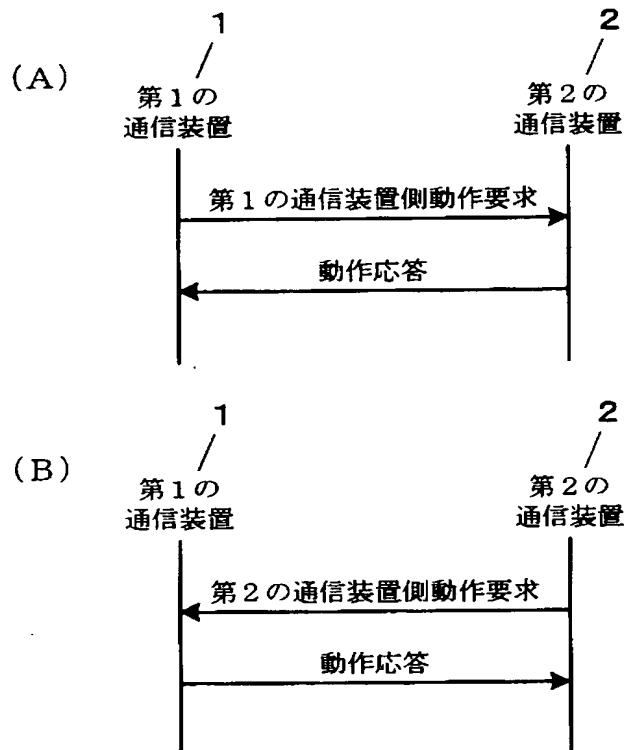 1
2
(A)
第1の
通信装置
第2の
通信装置
第1の通信装置側動作要求
動作応答
1
2
(B)
第1の
通信装置
第2の
通信装置
第2の通信装置側動作要求
動作応答